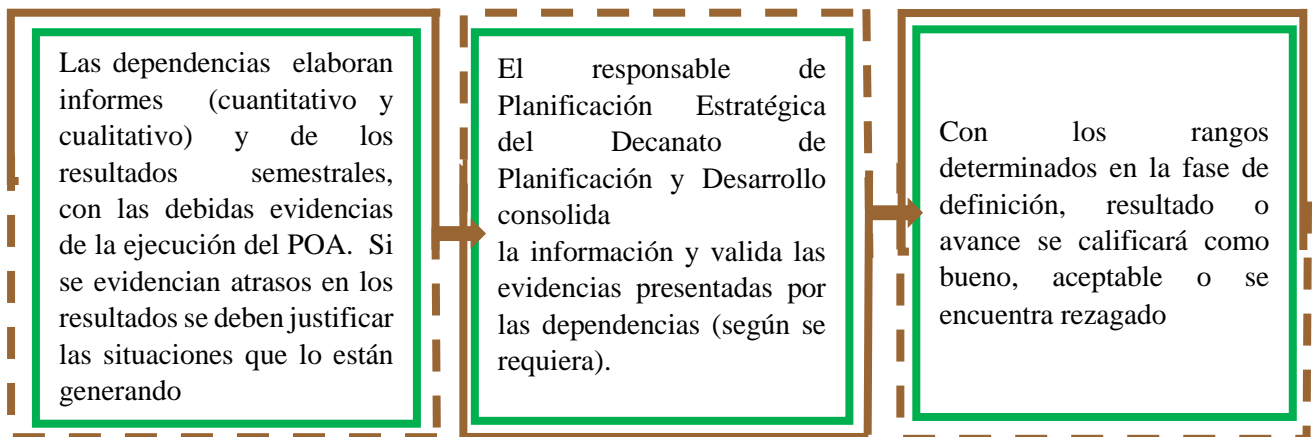 Las dependencias elaboran
informes (cuantitativo y
cualitativo) y de los
resultados semestrales,
con las debidas evidencias
de la ejecución del POA. Si
se evidencian atrasos en los
resultados se deben justificar
las situaciones que lo están
generando
El responsable de
Planificación Estratégica
del Decanato de
Planificación y Desarrollo
consolida
la información y valida las
evidencias presentadas por
las dependencias (según se
requiera).
Con los rangos
determinados en la fase de
definición, resultado o
avance se calificará como
bueno, aceptable o se
encuentra rezagado